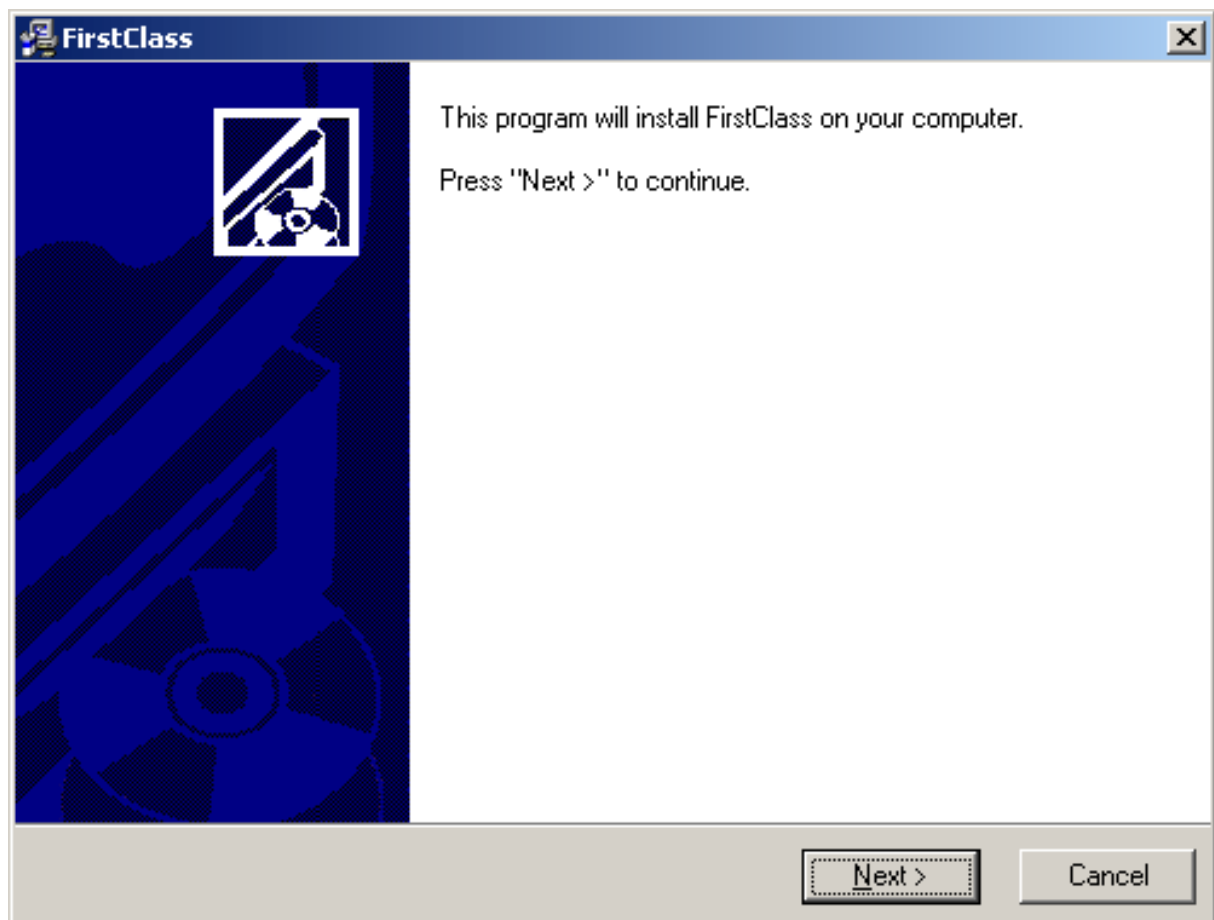 FirstClass
This program will install FirstClass on your computer.
Press "Next >" to continue.
Next >
Cancel